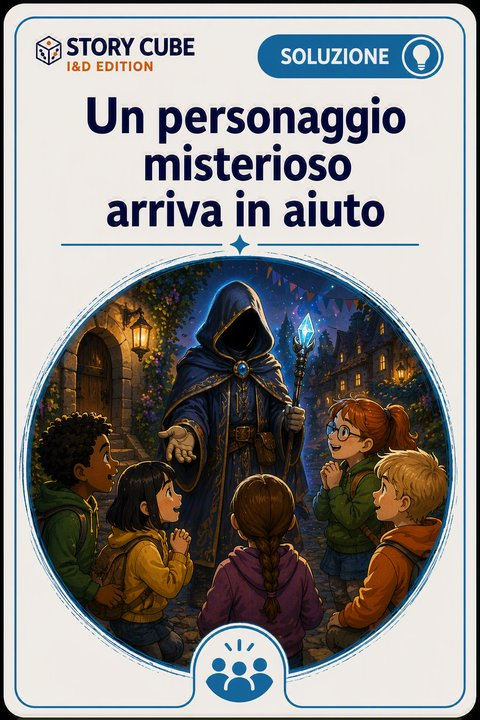 STORY CUBE
I&D EDITION
SOLUZIONE
Un personaggio
misterioso
arriva in aiuto